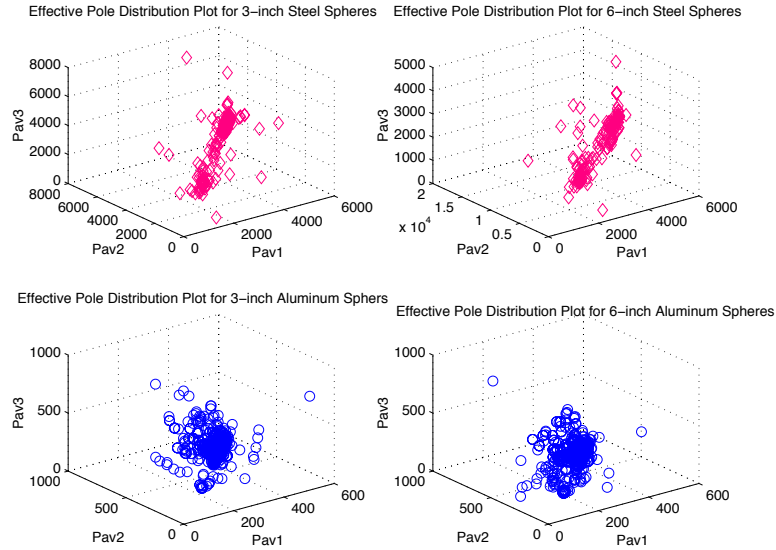 Effective Pole Distribution Plot for 3−inch Steel Spheres
8000
6000
4000
2000
0
Pav3
8000
6000
4000
2000
0
Pav2
0
2000
4000
6000
Pav1
Effective Pole Distribution Plot for 6−inch Steel Spheres
5000
4000
3000
2000
1000
0
Pav3
2
1.5
1
0.5
0
x 10^4
Pav2
0
2000
4000
6000
Pav1
Effective Pole Distribution Plot for 3−inch Aluminum Sphers
1000
500
0
Pav3
1000
500
0
Pav2
0
200
400
600
Pav1
Effective Pole Distribution Plot for 6−inch Aluminum Spheres
1000
500
0
Pav3
1000
500
0
Pav2
0
200
400
600
Pav1